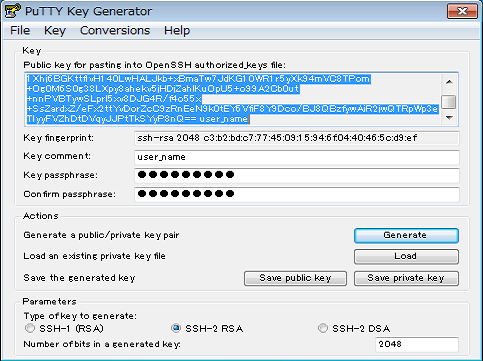 PuTTY Key Generator
File Key Conversions Help
Key
Public key for pasting into OpenSSH authorized_keys file:
+nnPVBTywSLprI5xv8DJG4R/f4o55x
TIyyFVZhDtDVqyJJPtTkSYyP8nQ== user_name
Key fingerprint: ssh-rsa 2048 c3:b2:bd:c7:77:45:09:15:94:6f:04:40:46:5c:d9:ef
Key comment: user_name
Key passphrase: ●●●●●●●●●
Confirm passphrase: ●●●●●●●●●
Actions
Generate a public/private key pair Generate
Load an existing private key file Load
Save the generated key Save public key Save private key
Parameters
Type of key to generate:
SSH-1 (RSA) SSH-2 RSA SSH-2 DSA
Number of bits in a generated key: 2048